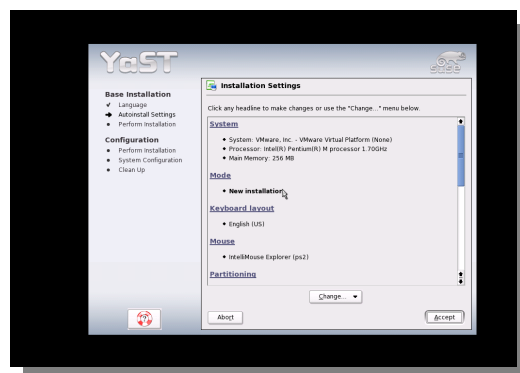 YaST
SUSE
Base Installation
Language
Autoinstall Settings
Perform Installation
Configuration
Perform Installation
System Configuration
Clean Up
Installation Settings
Click any headline to make changes or use the "Change..." menu below.
System
System: VMware, Inc. - VMware Virtual Platform (None)
Processor: Intel(R) Pentium(R) M processor 1.70GHz
Main Memory: 256 MB
Mode
New installation
Keyboard layout
English (US)
Mouse
IntelliMouse Explorer (ps2)
Partitioning
Change...
Abort
Accept